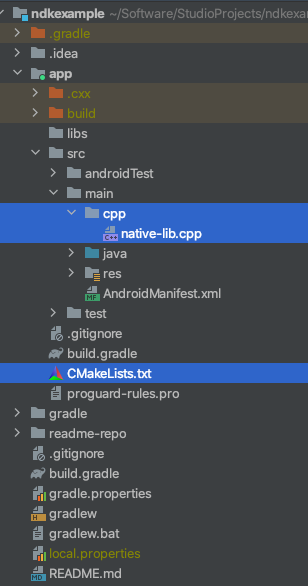 ndkexample ~/Software/StudioProjects/ndkexam
.gradle
.idea
app
.cxx
build
libs
src
androidTest
main
cpp
native-lib.cpp
java
res
AndroidManifest.xml
test
.gitignore
build.gradle
CMakeLists.txt
proguard-rules.pro
gradle
readme-repo
.gitignore
build.gradle
gradle.properties
gradlew
gradlew.bat
local.properties
README.md